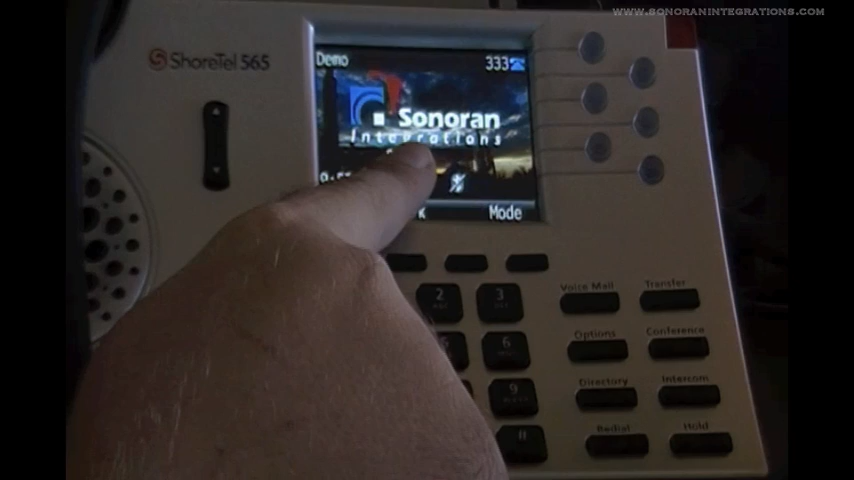 www.sonoranintegrations.com
ShoreTel 565
Demo
333
Sonoran
Integrations
Mode
2
3
6
9
#
Voice Mail
Transfer
Options
Conference
Directory
Intercom
Redial
Hold